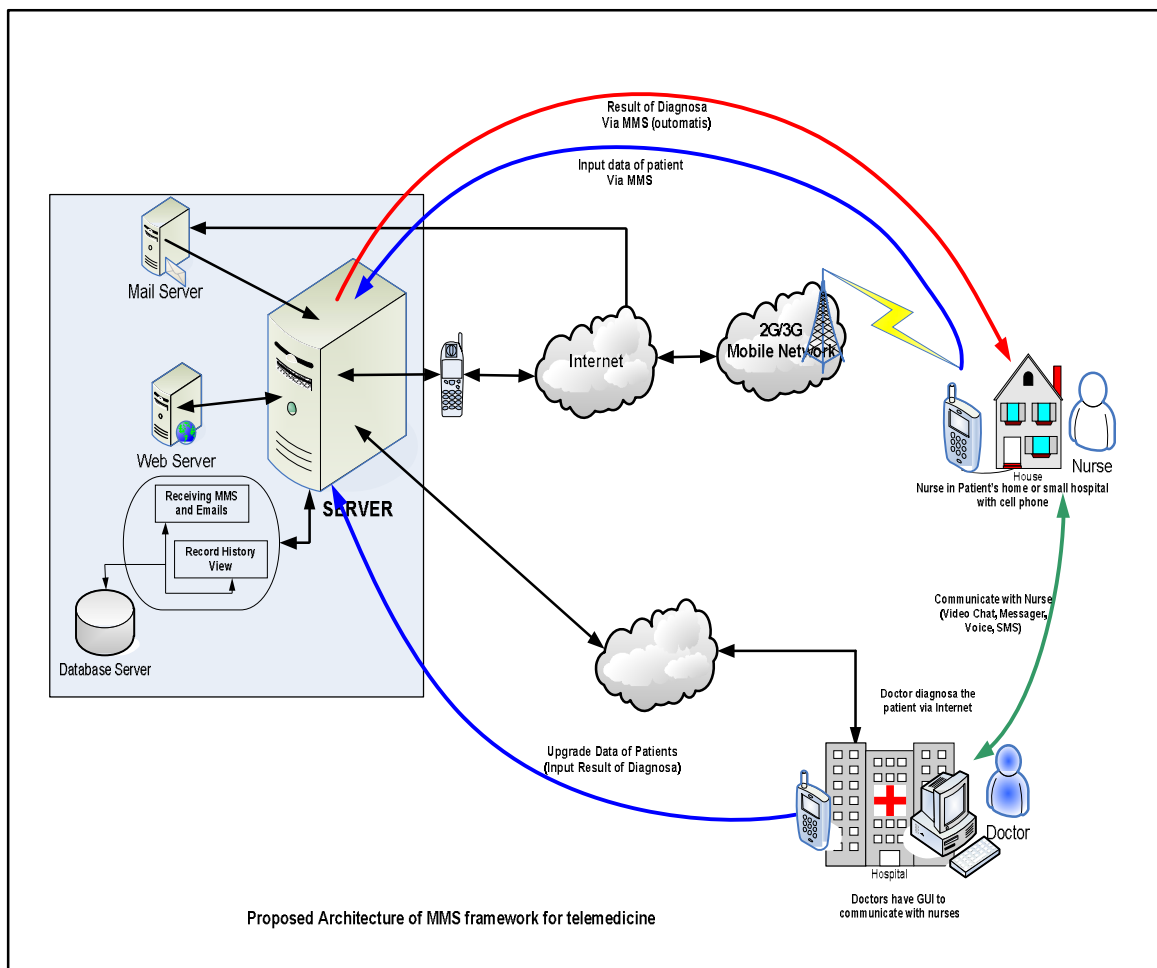 Result of Diagnosa
Via MMS (outomatis)
Input data of patient
Via MMS
Mail Server
Internet
2G/3G
Mobile Network
Web Server
SERVER
Receiving MMS
and Emails
Record History
View
Database Server
House
Nurse
Nurse in Patient's home or small hospital
with cell phone
Communicate with Nurse
(Video Chat, Messager,
Voice, SMS)
Doctor diagnosa the
patient via Internet
Upgrade Data of Patients
(Input Result of Diagnosa)
Doctor
Hospital
Doctors have GUI to
communicate with nurses
Proposed Architecture of MMS framework for telemedicine